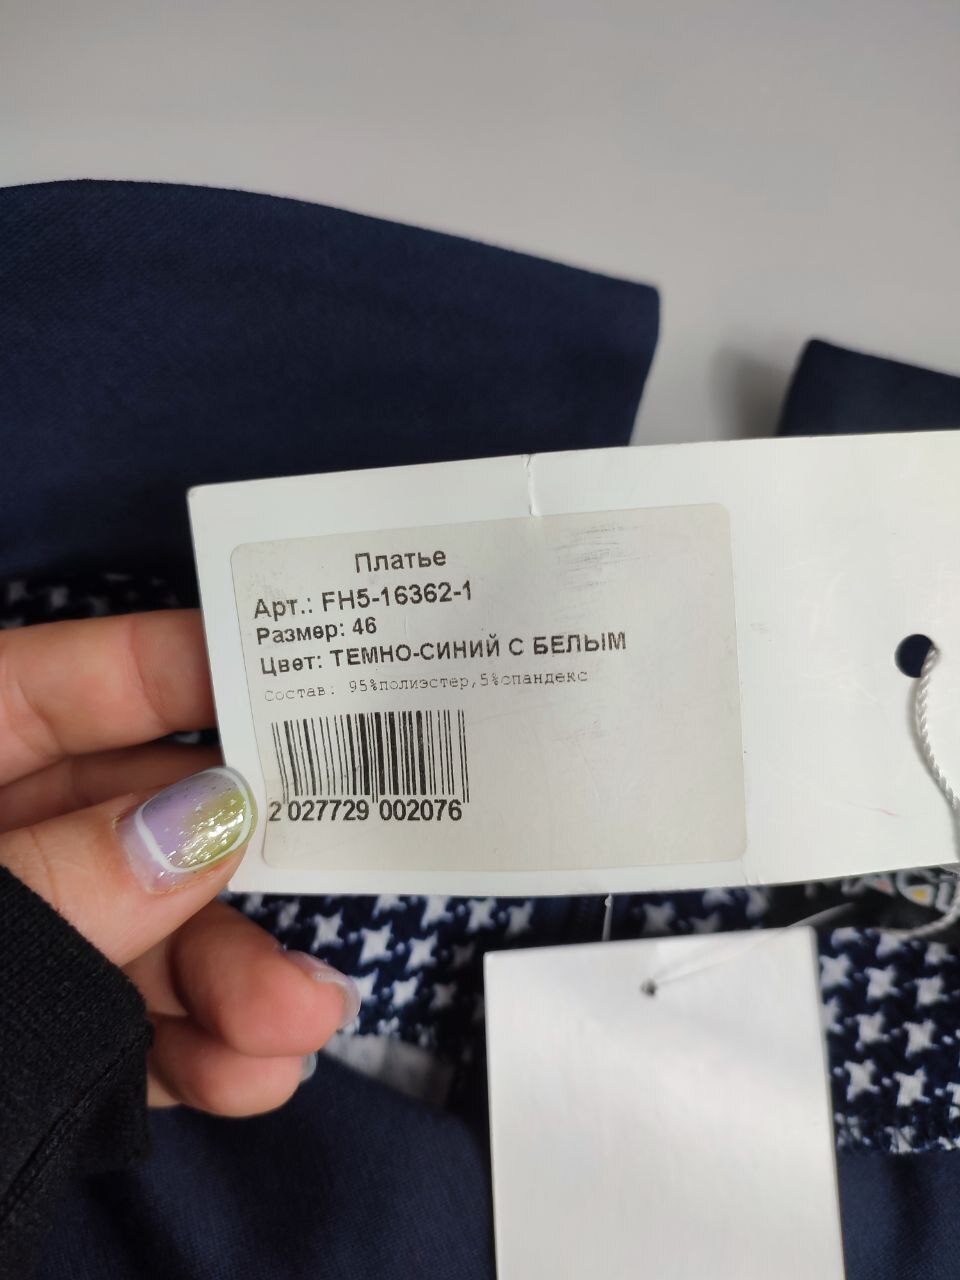 Платье
Арт.: FH5-16362-1
Размер: 46
Цвет: ТЕМНО-СИНИЙ С БЕЛЫМ
Состав: 95%полиэстер,5%спандекс
2 027729 002076